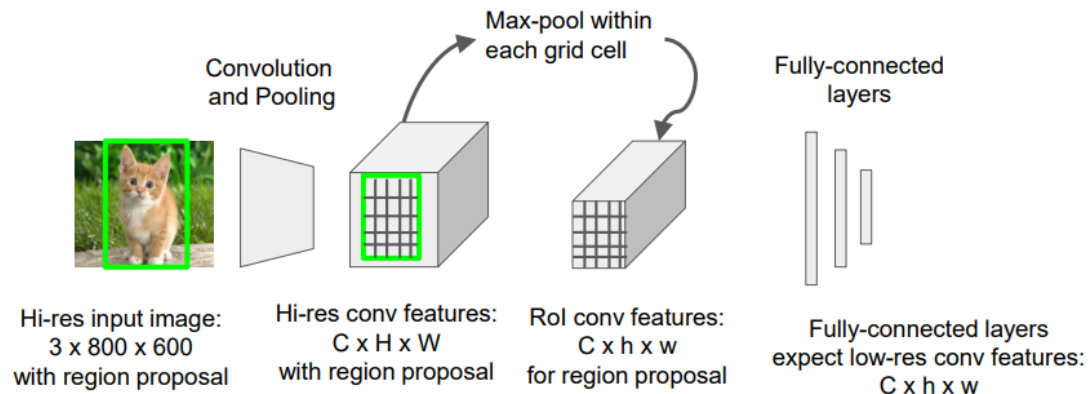 Max-pool within
each grid cell
Convolution
and Pooling
Fully-connected
layers
Hi-res input image:
3 x 800 x 600
with region proposal
Hi-res conv features:
C x H x W
with region proposal
RoI conv features:
C x h x w
for region proposal
Fully-connected layers
expect low-res conv features:
C x h x w